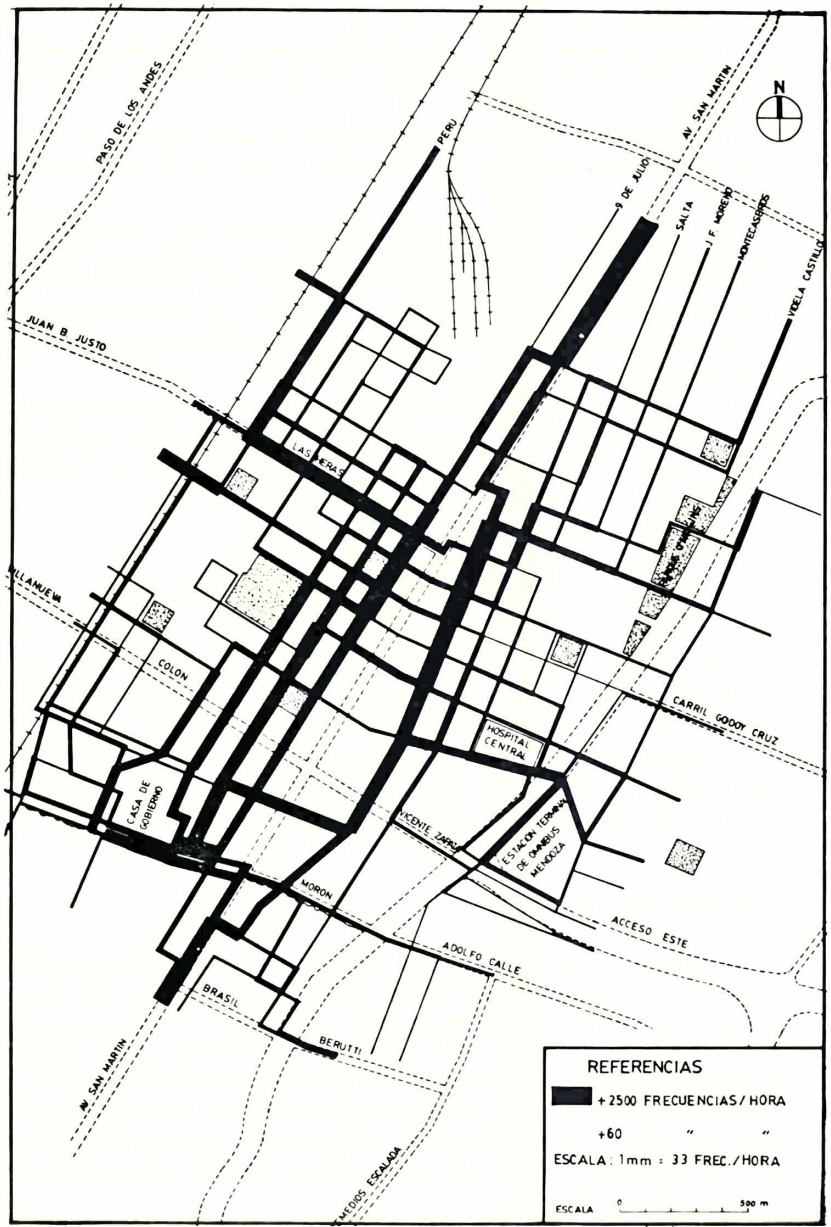 PASO DE LOS ANDES
PERU
AV SAN MARTIN
N
9 DE JULIO
SALTA
J F. MORENO
MONTECASEROS
VIDELA CASTILLO
JUAN B JUSTO
LAS HERAS
COLON
CARRIL GODOY CRUZ
HOSPITAL
CENTRAL
CASA DE
GOBIERNO
VICENTE ZAPATA
ESTACION TERMINAL
DE OMNIBUS
MENDOZA
MORON
ACCESO ESTE
ADOLFO CALLE
BRASIL
BERUTTI
AV SAN MARTIN
REFERENCIAS
+2500 FRECUENCIAS/HORA
+60 " "
ESCALA: 1mm = 33 FREC./HORA
ESCALA 0 500 m